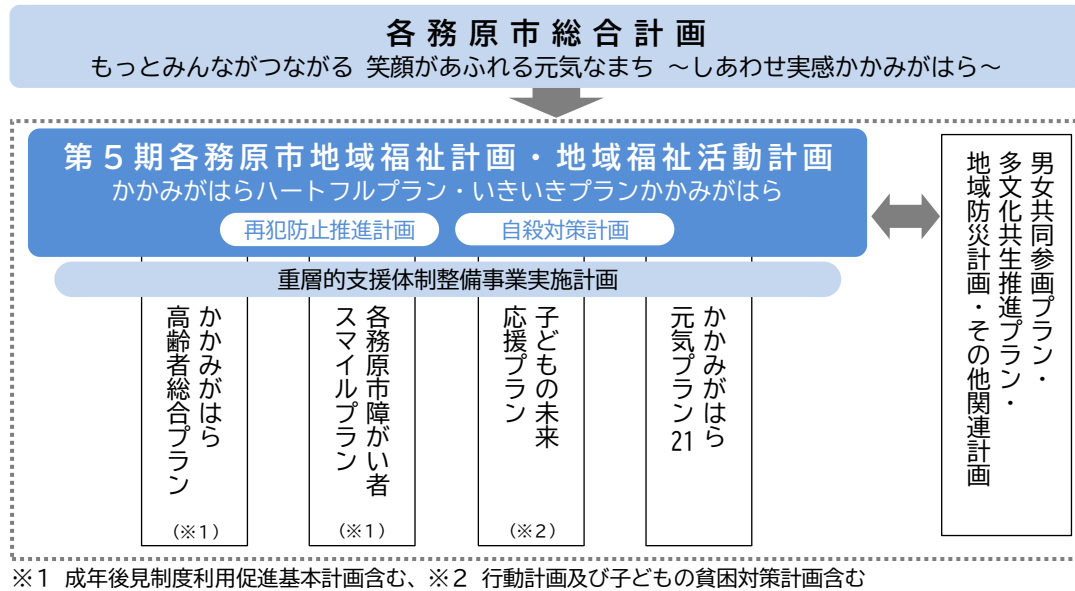 各務原市総合計画
もっとみんながつながる 笑顔があふれる元気なまち ～しあわせ実感かかみがはら～
第５期各務原市地域福祉計画・地域福祉活動計画
かかみがはらハートフルプラン・いきいきプランかかみがはら
再犯防止推進計画
自殺対策計画
重層的支援体制整備事業実施計画
かかみがはら
高齢者総合プラン
（※１）
各務原市障がい者
スマイルプラン
（※１）
子どもの未来
応援プラン
（※２）
かかみがはら
元気プラン21
男女共同参画プラン・
多文化共生推進プラン・
地域防災計画・その他関連計画
※１ 成年後見制度利用促進基本計画含む、※２ 行動計画及び子どもの貧困対策計画含む